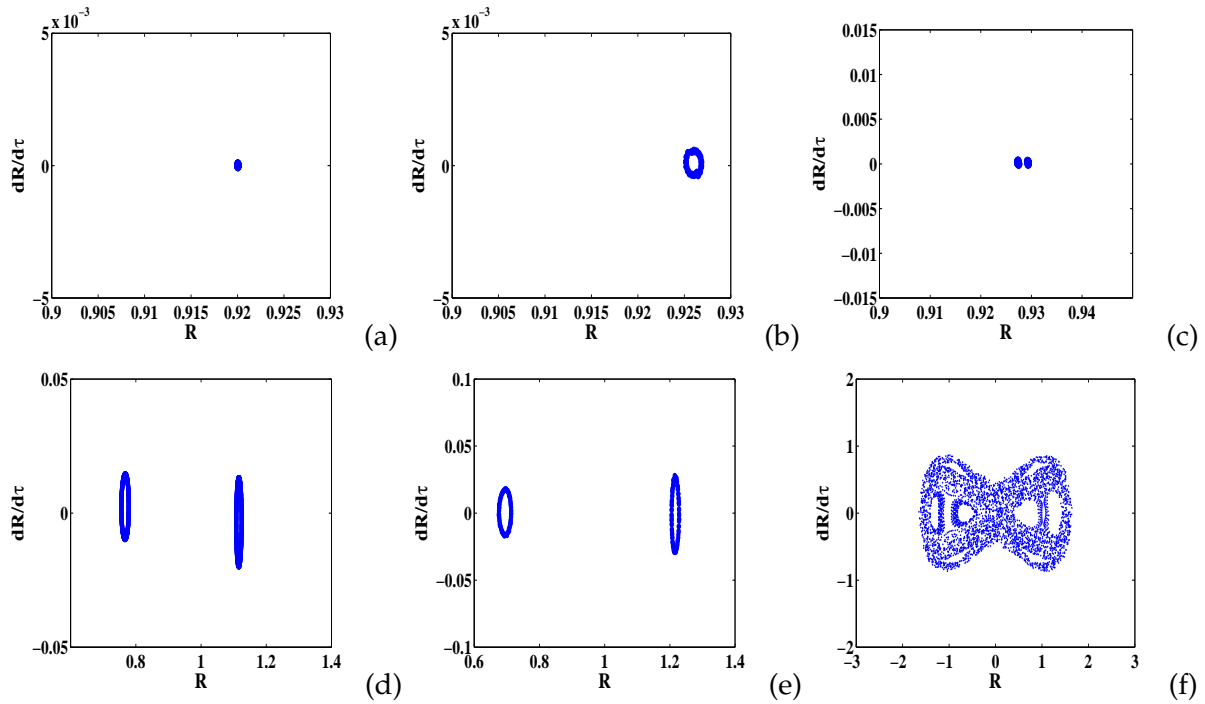 5 x 10⁻³
dR/dτ
0
−5
0.9 0.905 0.91 0.915 0.92 0.925 0.93
R
(a)
5 x 10⁻³
dR/dτ
0
−5
0.9 0.905 0.91 0.915 0.92 0.925 0.93
R
(b)
0.015
0.01
0.005
dR/dτ
0
−0.005
−0.01
−0.015
0.9 0.91 0.92 0.93 0.94
R
(c)
0.05
dR/dτ
0
−0.05
0.8 1 1.2 1.4
R
(d)
0.1
0.05
dR/dτ
0
−0.05
−0.1
0.6 0.8 1 1.2 1.4
R
(e)
2
1
dR/dτ
0
−1
−2
−3 −2 −1 0 1 2 3
R
(f)